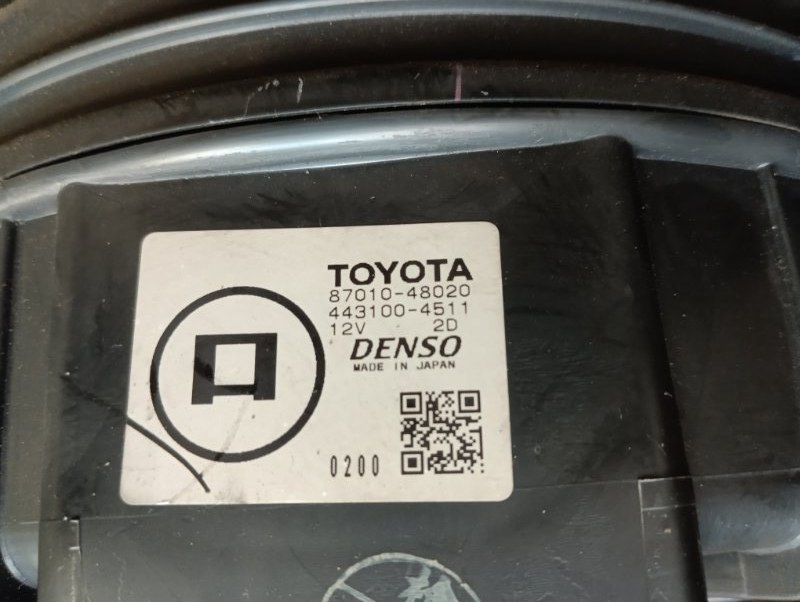 TOYOTA
87010-48020
443100-4511
12V 2D
DENSO
MADE IN JAPAN
0200